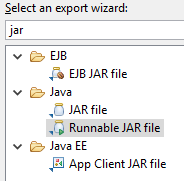 Select an export wizard:
jar
EJB
EJB JAR file
Java
JAR file
Runnable JAR file
Java EE
App Client JAR file